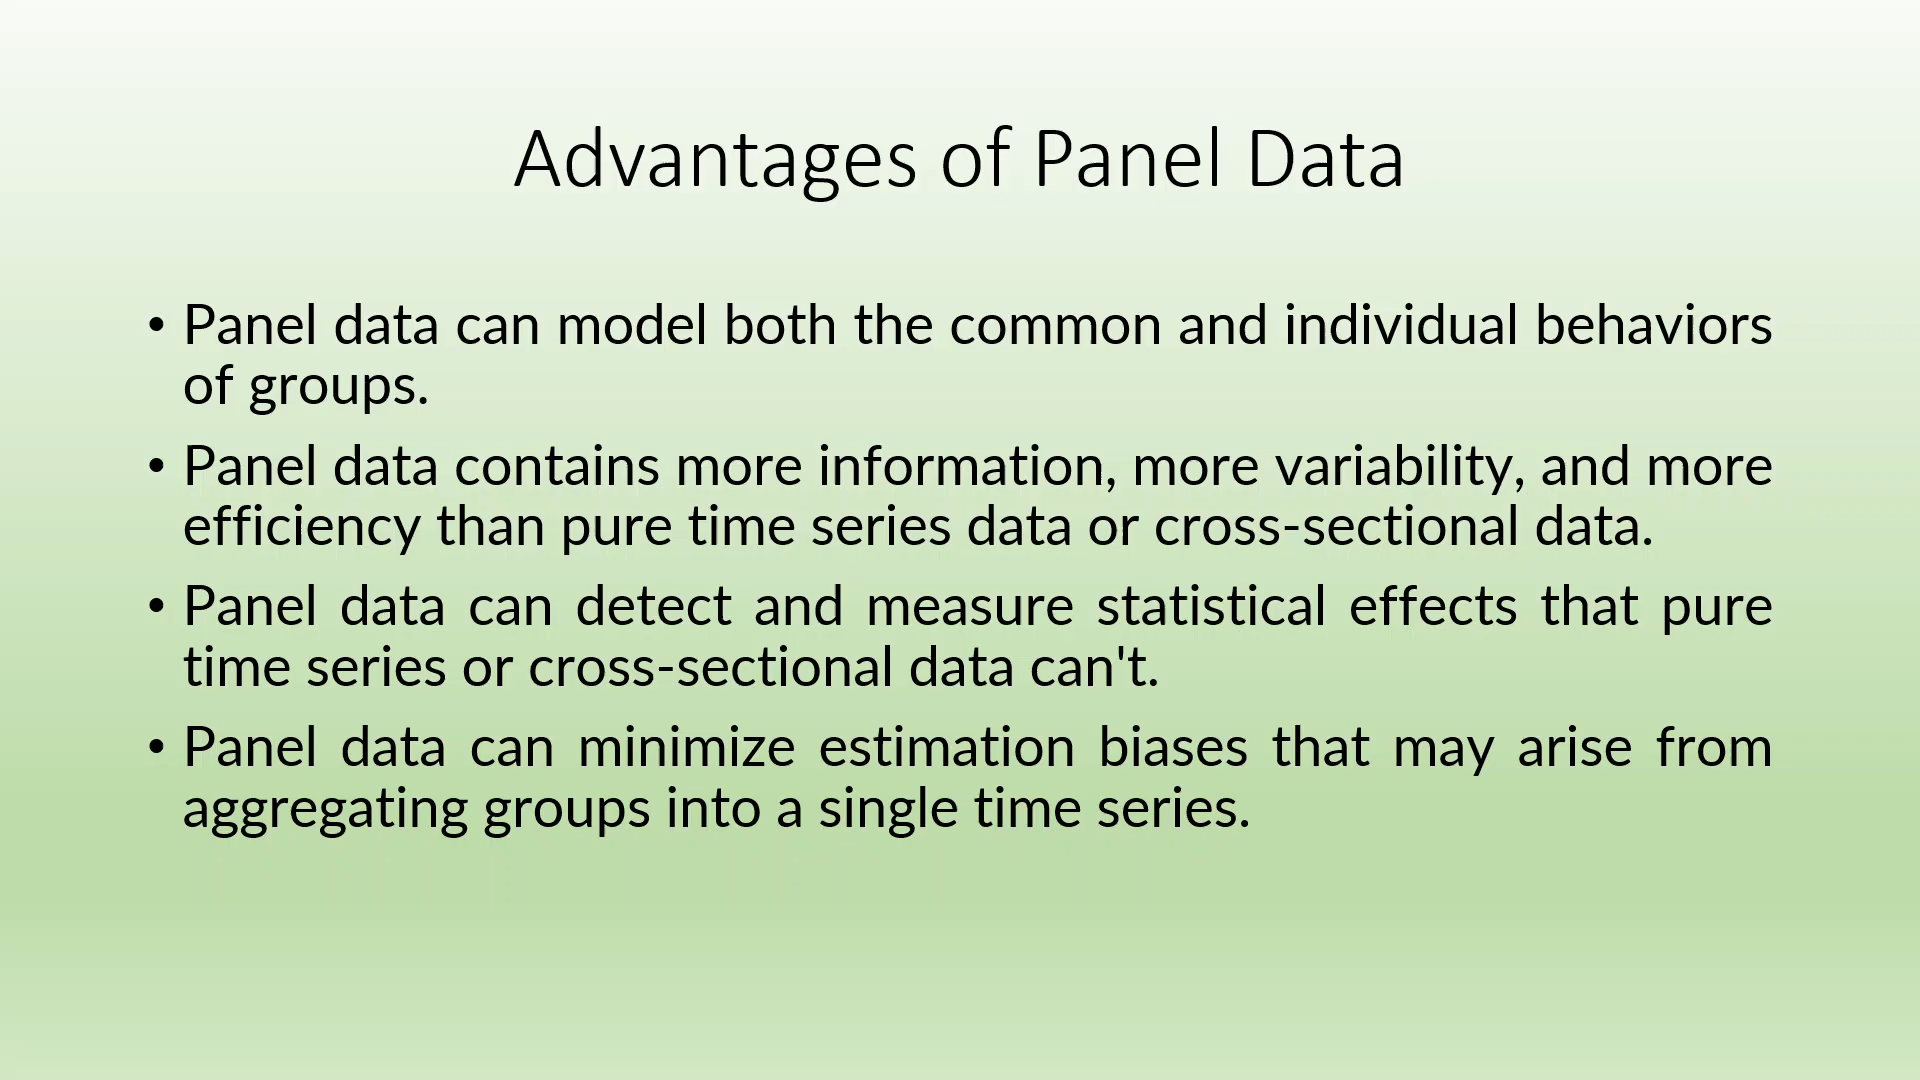 Advantages of Panel Data
• Panel data can model both the common and individual behaviors
of groups.
• Panel data contains more information, more variability, and more
efficiency than pure time series data or cross-sectional data.
• Panel data can detect and measure statistical effects that pure
time series or cross-sectional data can't.
• Panel data can minimize estimation biases that may arise from
aggregating groups into a single time series.